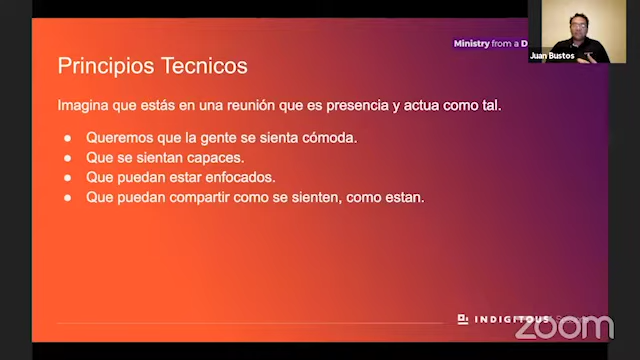 Ministry from a D
Juan Bustos
Principios Tecnicos
Imagina que estás en una reunión que es presencia y actua como tal.
Queremos que la gente se sienta cómoda.
Que se sientan capaces.
Que puedan estar enfocados.
Que puedan compartir como se sienten, como estan.
INDIGITOUS
zoom